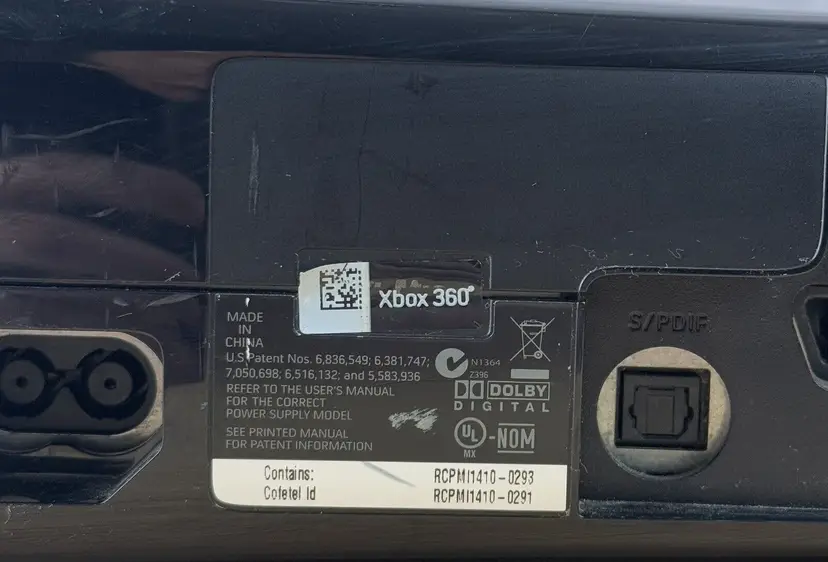 Xbox 360
MADE
IN
CHINA
U.S. Patent Nos. 6,836,549; 6,381,747;
7,050,698; 6,516,132; and 5,583,936
REFER TO THE USER'S MANUAL
FOR THE CORRECT
POWER SUPPLY MODEL
SEE PRINTED MANUAL
FOR PATENT INFORMATION
N1364
Z396
DOLBY
DIGITAL
UL -NOM
MX
Contains: RCPMI1410-0293
Cofetel Id RCPMI1410-0291
S/PDIF